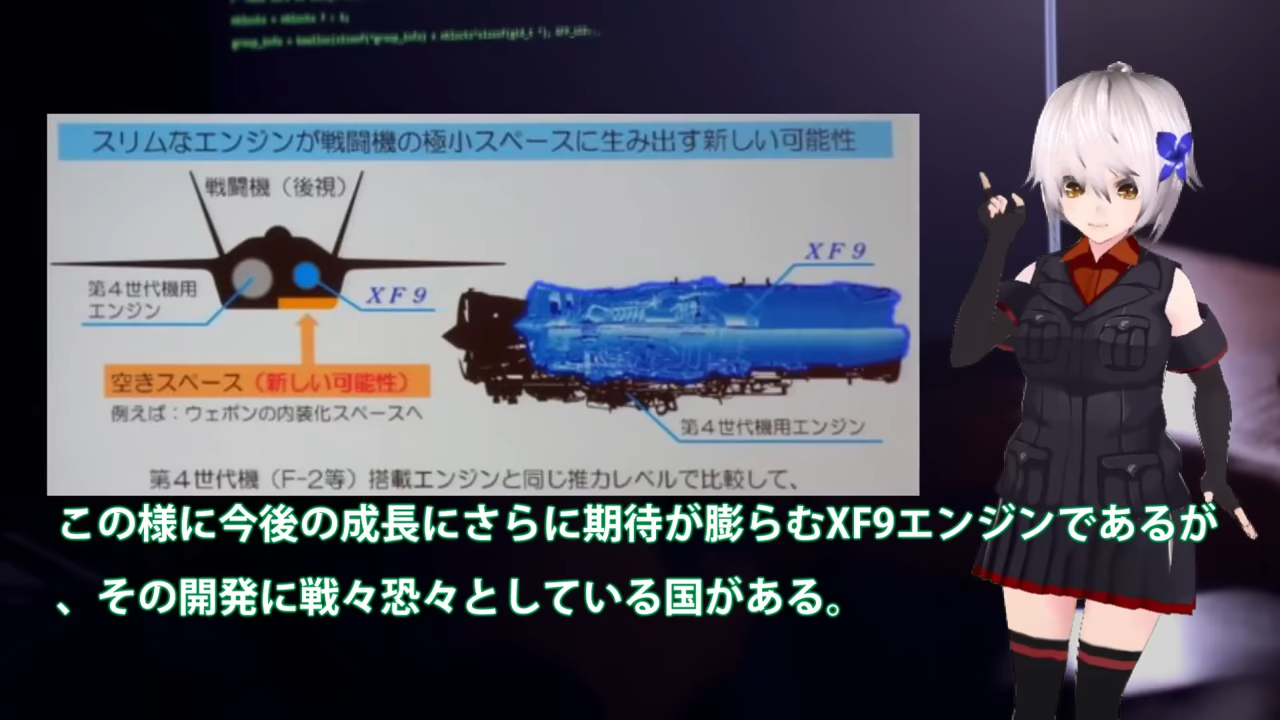 group_info = kmalloc(sizeof(*group_info) + nblocks*sizeof(gid_t *), GFP_USER);
スリムなエンジンが戦闘機の極小スペースに生み出す新しい可能性
戦闘機（後視）
XF9
第4世代機用
エンジン
XF9
空きスペース（新しい可能性）
例えば：ウェポンの内装化スペースへ
第4世代機用エンジン
第4世代機（F-2等）搭載エンジンと同じ推力レベルで比較して、
この様に今後の成長にさらに期待が膨らむXF9エンジンであるが
、その開発に戦々恐々としている国がある。